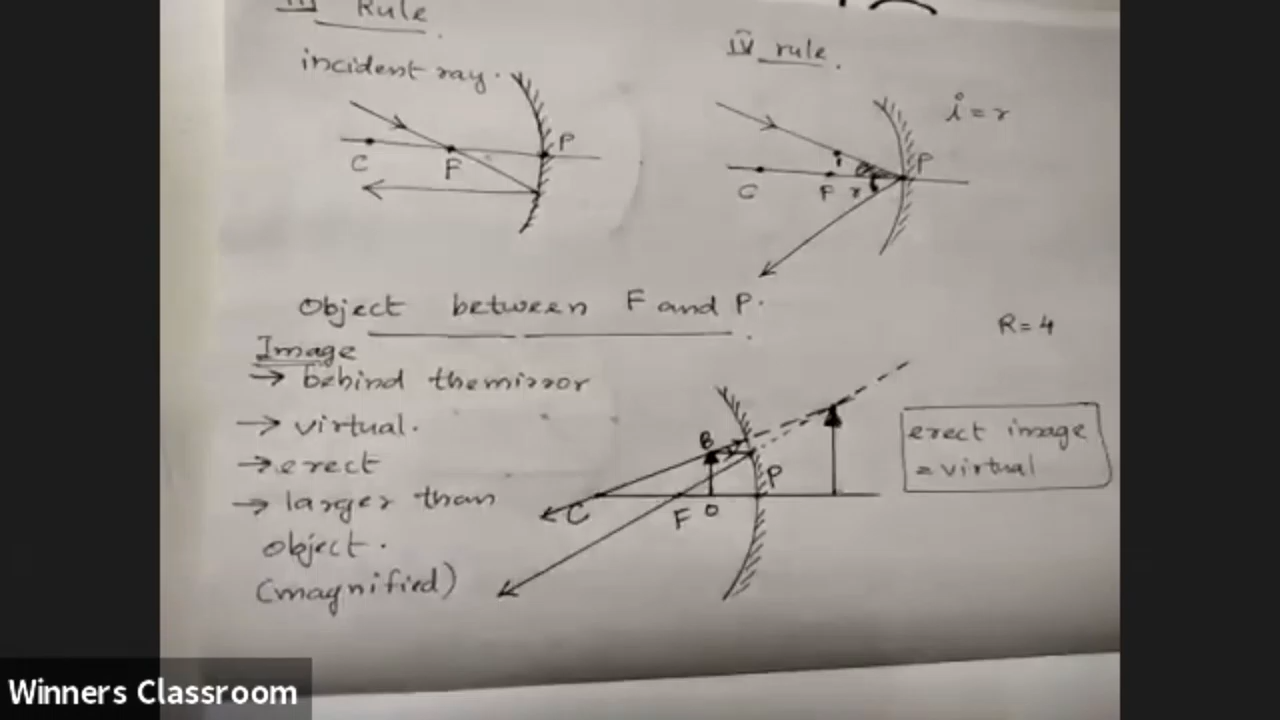 III Rule.
incident ray.
C
F
P
IV rule.
i = r
i
C
F
r
P
Object between F and P.
R = 4
Image
→ behind the mirror
→ virtual.
→ erect
→ larger than
object.
(magnified)
B
P
C
F
O
erect image
= virtual
Winners Classroom